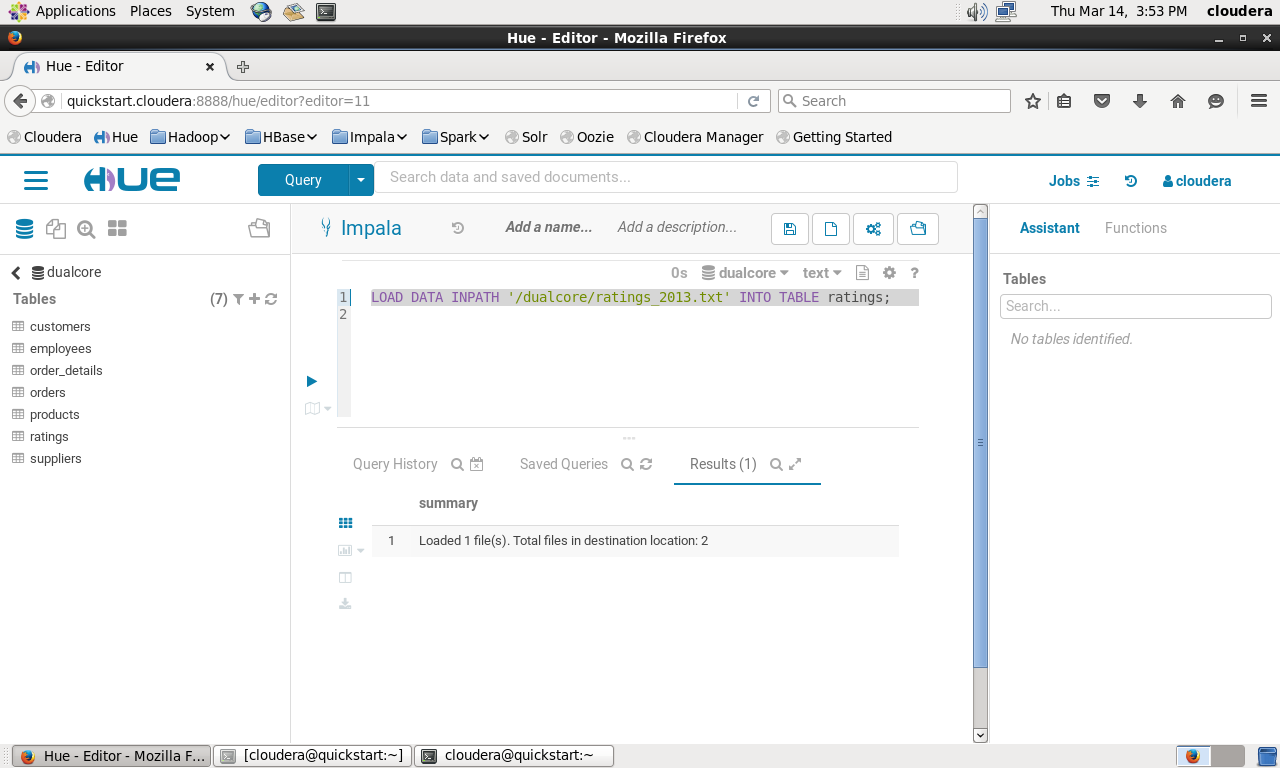 Applications Places System Thu Mar 14, 3:53 PM cloudera
Hue - Editor - Mozilla Firefox
Hue - Editor
quickstart.cloudera:8888/hue/editor?editor=11 Search
Cloudera Hue Hadoop HBase Impala Spark Solr Oozie Cloudera Manager Getting Started
HUE Query Search data and saved documents... Jobs cloudera
Impala Add a name... Add a description... Assistant Functions
dualcore 0s dualcore text ?
Tables (7) Tables
1 LOAD DATA INPATH '/dualcore/ratings_2013.txt' INTO TABLE ratings;
2
Search...
No tables identified.
customers
employees
order_details
orders
products
ratings
suppliers
Query History Saved Queries Results (1)
summary
1 Loaded 1 file(s). Total files in destination location: 2
Hue - Editor - Mozilla F... [cloudera@quickstart:~] cloudera@quickstart:~